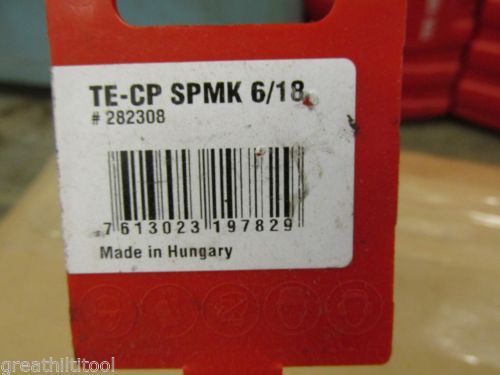 TE-CP SPMK 6/18
# 282308
7 613023 197829
Made in Hungary
greathiltitool